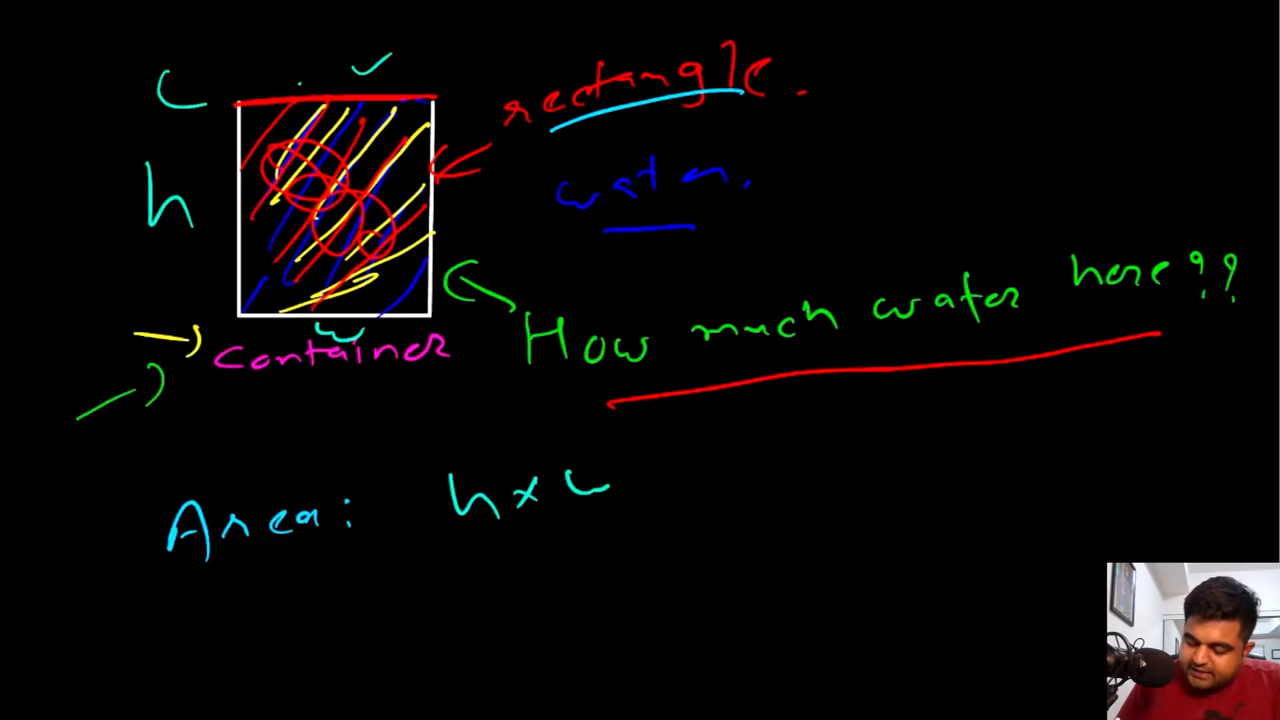 rectangle.
h
water.
How much water here??
w
container
Area: h x